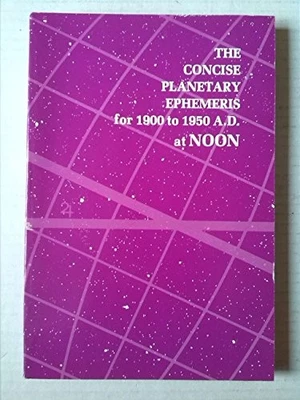 THE
CONCISE
PLANETARY
EPHEMERIS
for 1900 to 1950 A.D.
at NOON